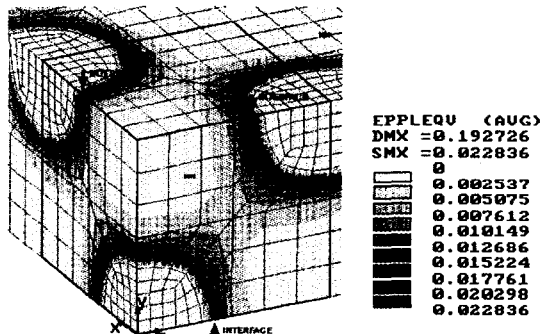 EPPLEQV (AVG)
DMX =0.192726
SMX =0.022836
0
0.002537
0.005075
0.007612
0.010149
0.012686
0.015224
0.017761
0.020298
0.022836
Y
X
INTERFACE